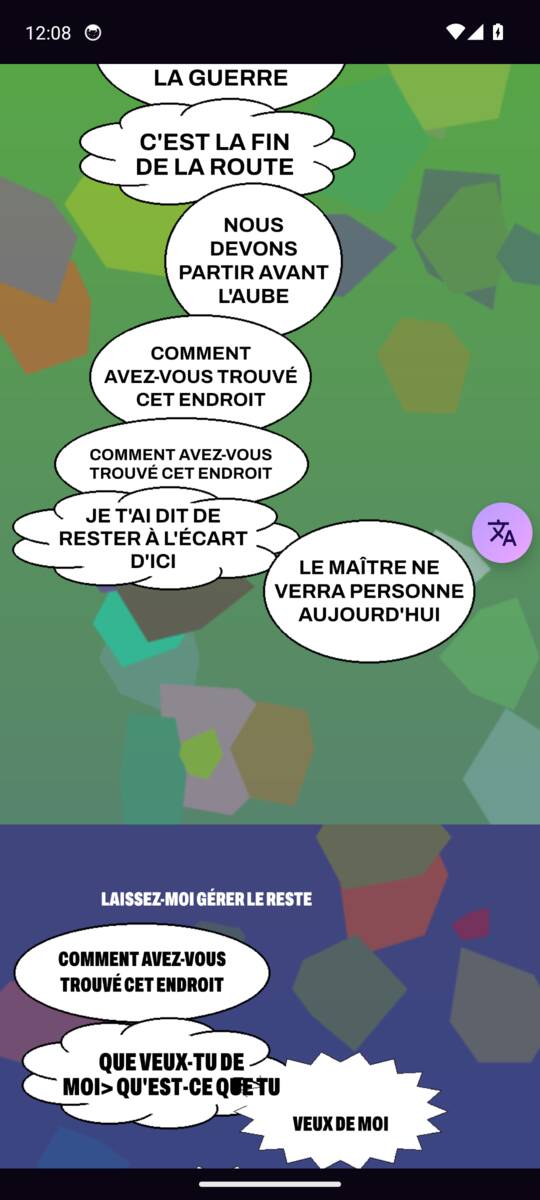 12:08
LA GUERRE
C'EST LA FIN
DE LA ROUTE
NOUS
DEVONS
PARTIR AVANT
L'AUBE
COMMENT
AVEZ-VOUS TROUVÉ
CET ENDROIT
COMMENT AVEZ-VOUS
TROUVÉ CET ENDROIT
JE T'AI DIT DE
RESTER À L'ÉCART
D'ICI
LE MAÎTRE NE
VERRA PERSONNE
AUJOURD'HUI
LAISSEZ-MOI GÉRER LE RESTE
COMMENT AVEZ-VOUS
TROUVÉ CET ENDROIT
QUE VEUX-TU DE
MOI> QU'EST-CE QUE TU
VEUX DE MOI